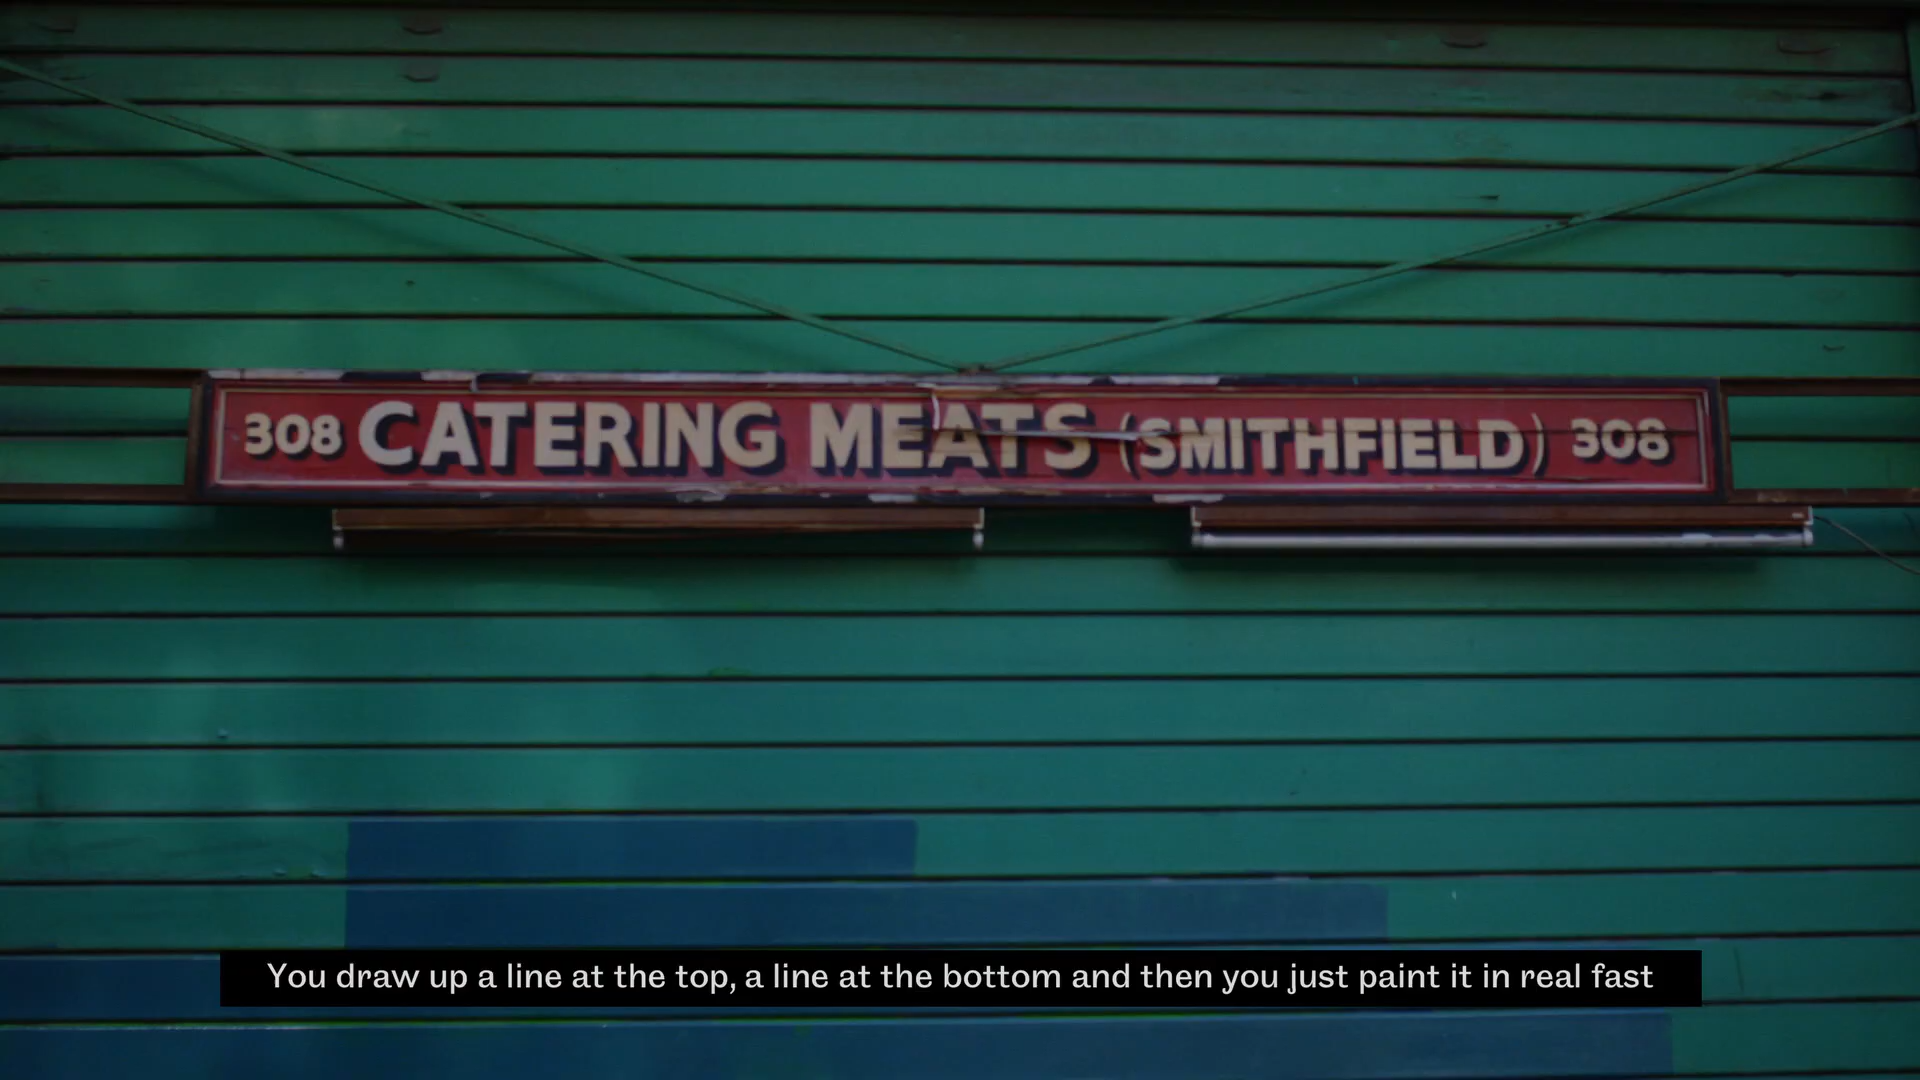 308 CATERING MEATS (SMITHFIELD) 308
You draw up a line at the top, a line at the bottom and then you just paint it in real fast